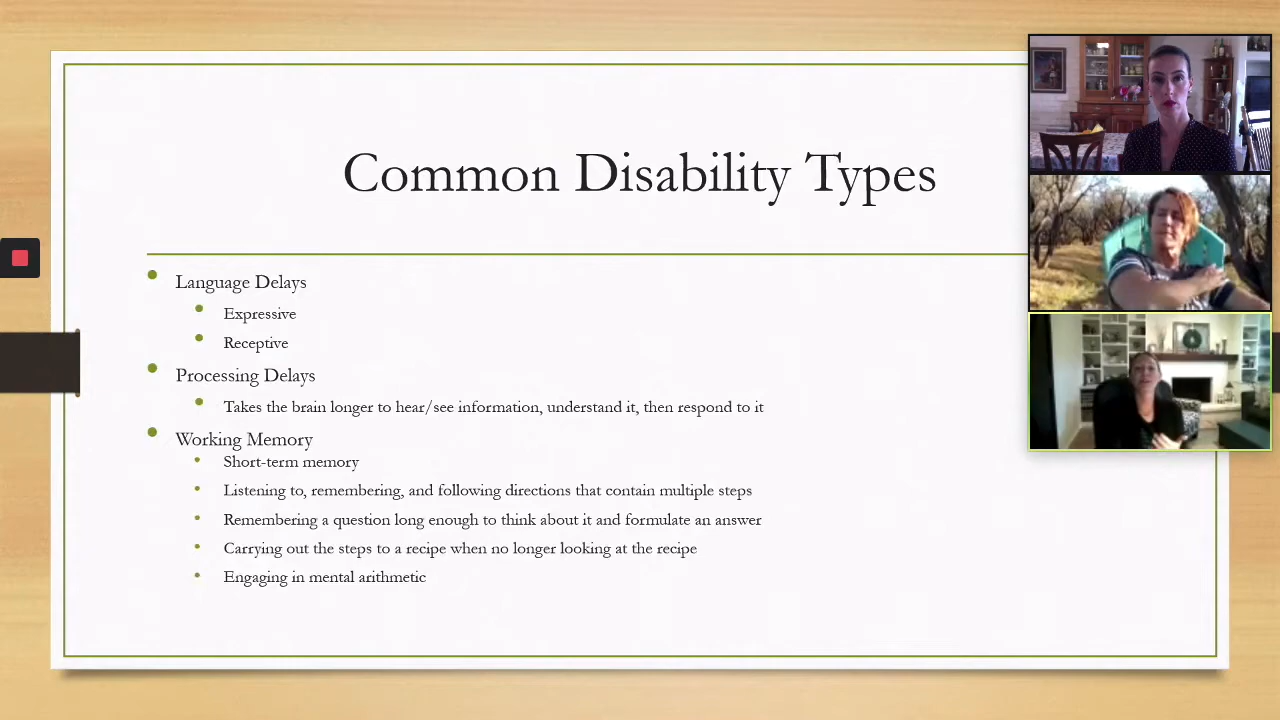 Common Disability Types
Language Delays
Expressive
Receptive
Processing Delays
Takes the brain longer to hear/see information, understand it, then respond to it
Working Memory
Short-term memory
Listening to, remembering, and following directions that contain multiple steps
Remembering a question long enough to think about it and formulate an answer
Carrying out the steps to a recipe when no longer looking at the recipe
Engaging in mental arithmetic